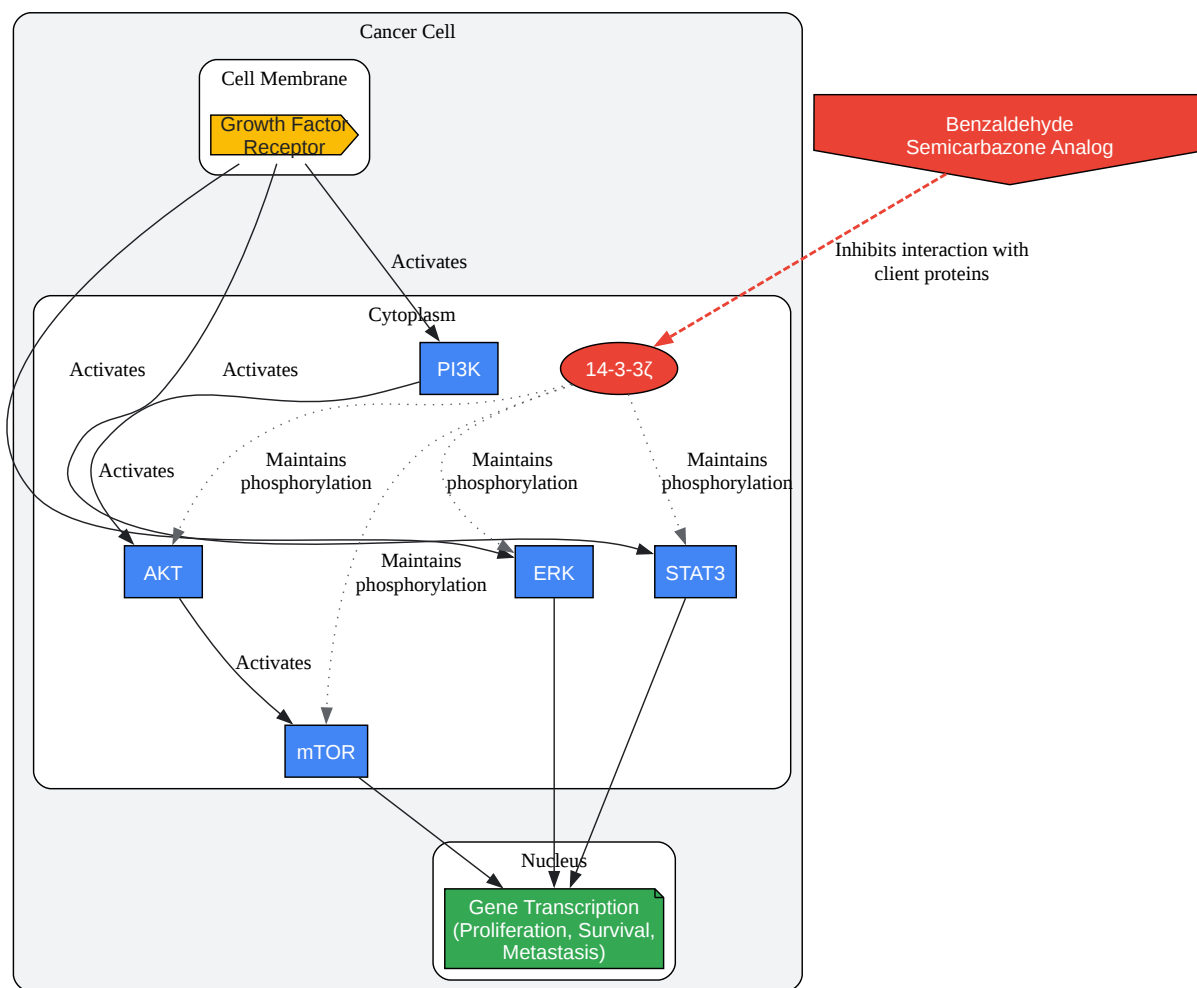 Cancer Cell
Cell Membrane
Growth Factor
Receptor
Benzaldehyde
Semicarbazone Analog
Inhibits interaction with
client proteins
Activates
Cytoplasm
PI3K
14-3-3ζ
Activates
Activates
Activates
Maintains
phosphorylation
Maintains
phosphorylation
Maintains
phosphorylation
Maintains
phosphorylation
AKT
ERK
STAT3
Activates
mTOR
Nucleus
Gene Transcription
(Proliferation, Survival,
Metastasis)